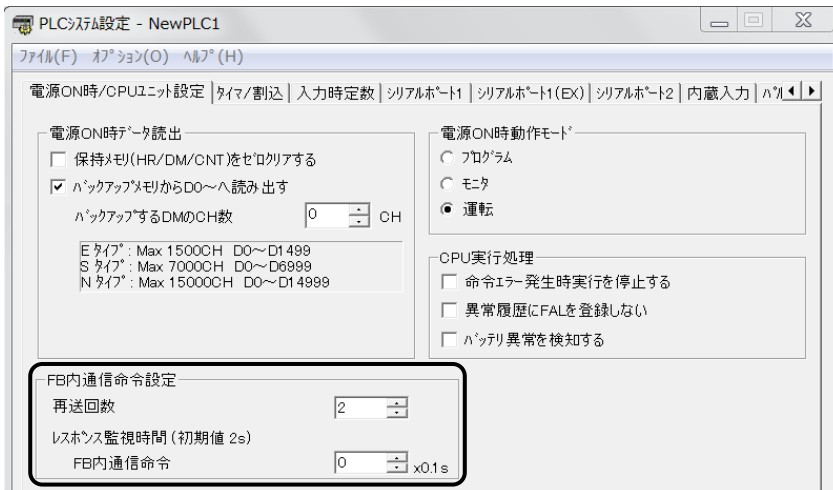 PLCｼｽﾃﾑ設定 - NewPLC1
ﾌｧｲﾙ(F) ｵﾌﾟｼｮﾝ(O) ﾍﾙﾌﾟ(H)
電源ON時/CPUﾕﾆｯﾄ設定 ﾀｲﾏ/割込 入力時定数 ｼﾘｱﾙﾎﾟｰﾄ1 ｼﾘｱﾙﾎﾟｰﾄ1(EX) ｼﾘｱﾙﾎﾟｰﾄ2 内蔵入力
電源ON時ﾃﾞｰﾀ読出
保持ﾒﾓﾘ(HR/DM/CNT)をｾﾞﾛｸﾘｱする
ﾊﾞｯｸｱｯﾌﾟﾒﾓﾘからD0～へ読み出す
ﾊﾞｯｸｱｯﾌﾟするDMのCH数 0 CH
E ﾀｲﾌﾟ: Max 1500CH D0～D1499
S ﾀｲﾌﾟ: Max 7000CH D0～D6999
N ﾀｲﾌﾟ: Max 15000CH D0～D14999
電源ON時動作ﾓｰﾄﾞ
ﾌﾟﾛｸﾞﾗﾑ
ﾓﾆﾀ
運転
CPU実行処理
命令ｴﾗｰ発生時実行を停止する
異常履歴にFALを登録しない
ﾊﾞｯﾃﾘ異常を検知する
FB内通信命令設定
再送回数 2
ﾚｽﾎﾟﾝｽ監視時間(初期値 2s)
FB内通信命令 0 x0.1s